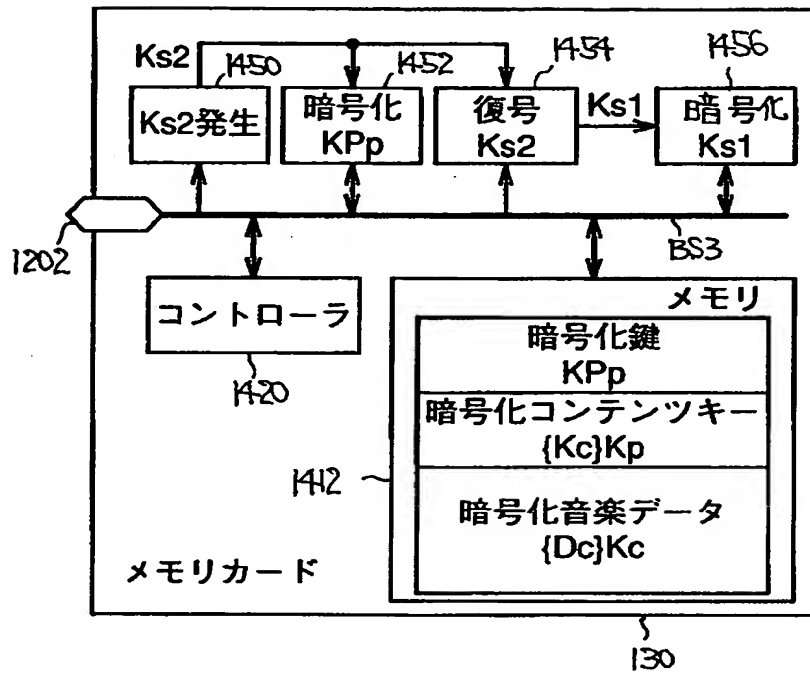 Ks2
1450
1452
1454
1456
Ks2発生
暗号化
KPp
復号
Ks2
Ks1
暗号化
Ks1
1202
BS3
コントローラ
1420
メモリ
暗号化鍵
KPp
暗号化コンテンツキー
{Kc}Kp
1412
暗号化音楽データ
{Dc}Kc
メモリカード
130